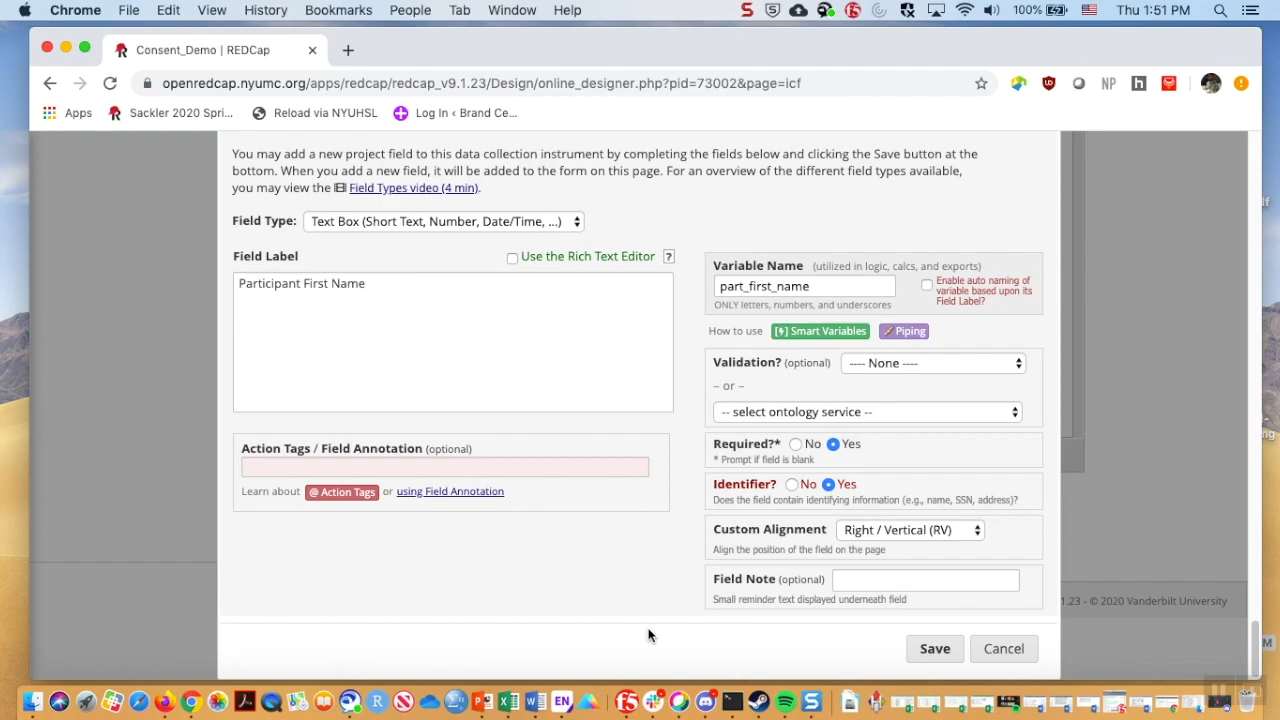 Chrome File Edit View History Bookmarks People Tab Window Help 100% Thu 1:51 PM
Consent_Demo | REDCap
openredcap.nyumc.org/apps/redcap/redcap_v9.1.23/Design/online_designer.php?pid=73002&page=icf
Apps Sackler 2020 Spri... Reload via NYUHSL Log In ‹ Brand Ce...
You may add a new project field to this data collection instrument by completing the fields below and clicking the Save button at the
bottom. When you add a new field, it will be added to the form on this page. For an overview of the different field types available,
you may view the Field Types video (4 min).
Field Type: Text Box (Short Text, Number, Date/Time, ...)
Field Label Use the Rich Text Editor ?
Participant First Name
Variable Name (utilized in logic, calcs, and exports)
part_first_name
Enable auto naming of
variable based upon its
Field Label?
ONLY letters, numbers, and underscores
How to use Smart Variables Piping
Validation? (optional) ---- None ----
– or –
-- select ontology service --
Action Tags / Field Annotation (optional)
Learn about @ Action Tags or using Field Annotation
Required?* No Yes
* Prompt if field is blank
Identifier? No Yes
Does the field contain identifying information (e.g., name, SSN, address)?
Custom Alignment Right / Vertical (RV)
Align the position of the field on the page
Field Note (optional)
Small reminder text displayed underneath field
1.23 - © 2020 Vanderbilt University
Save Cancel